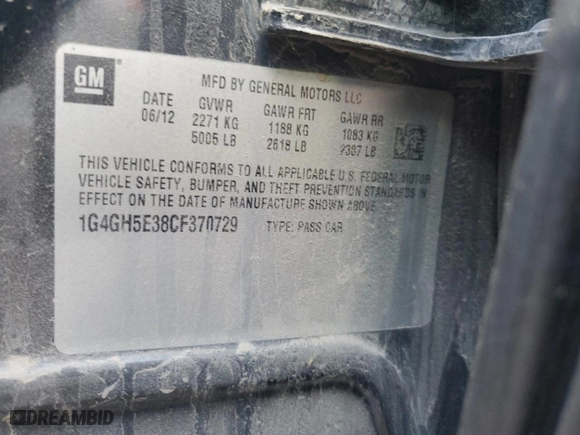 GM
MFD BY GENERAL MOTORS LLC
DATE GVWR GAWR FRT GAWR RR
06/12 2271 KG 1188 KG 1083 KG
5005 LB 2618 LB 2387 LB
THIS VEHICLE CONFORMS TO ALL APPLICABLE U.S. FEDERAL MOTOR
VEHICLE SAFETY, BUMPER, AND THEFT PREVENTION STANDARDS IN
EFFECT ON THE DATE OF MANUFACTURE SHOWN ABOVE.
1G4GH5E38CF370729 TYPE: PASS CAR
DREAMBID